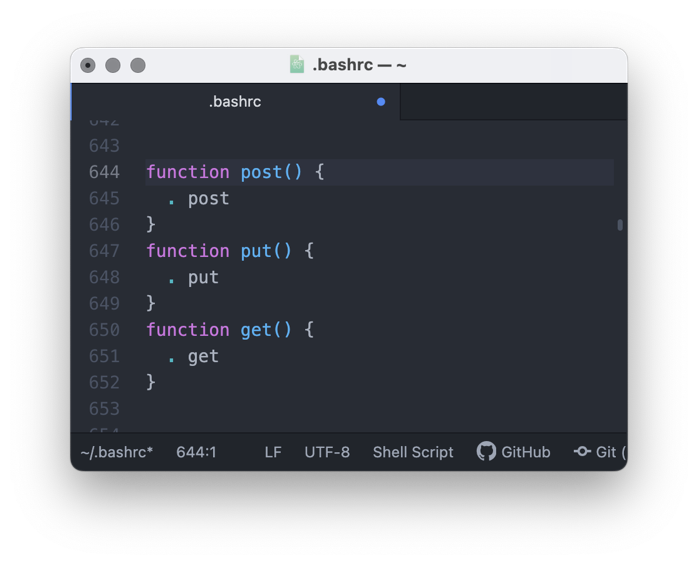 .bashrc — ~
.bashrc
642
643
644 function post() {
645 . post
646 }
647 function put() {
648 . put
649 }
650 function get() {
651 . get
652 }
653
~/.bashrc* 644:1 LF UTF-8 Shell Script GitHub Git (